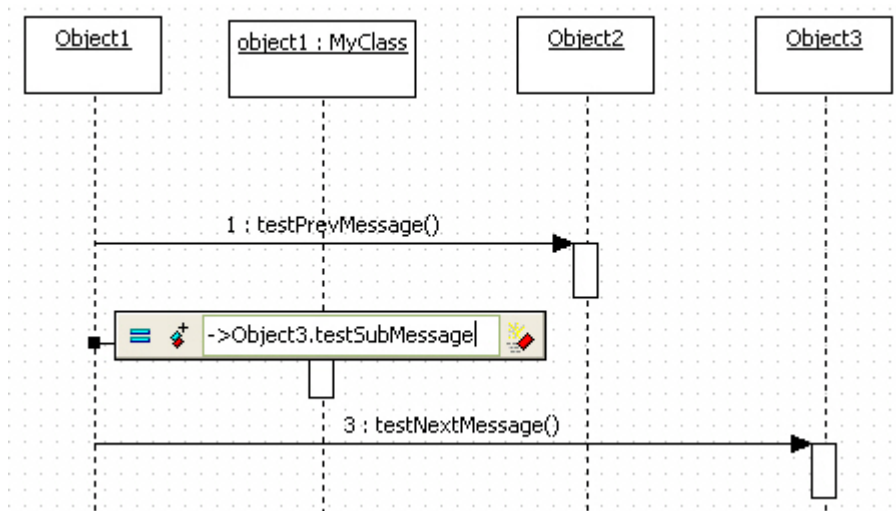 Object1
object1 : MyClass
Object2
Object3
1 : testPrevMessage()
->Object3.testSubMessage
3 : testNextMessage()